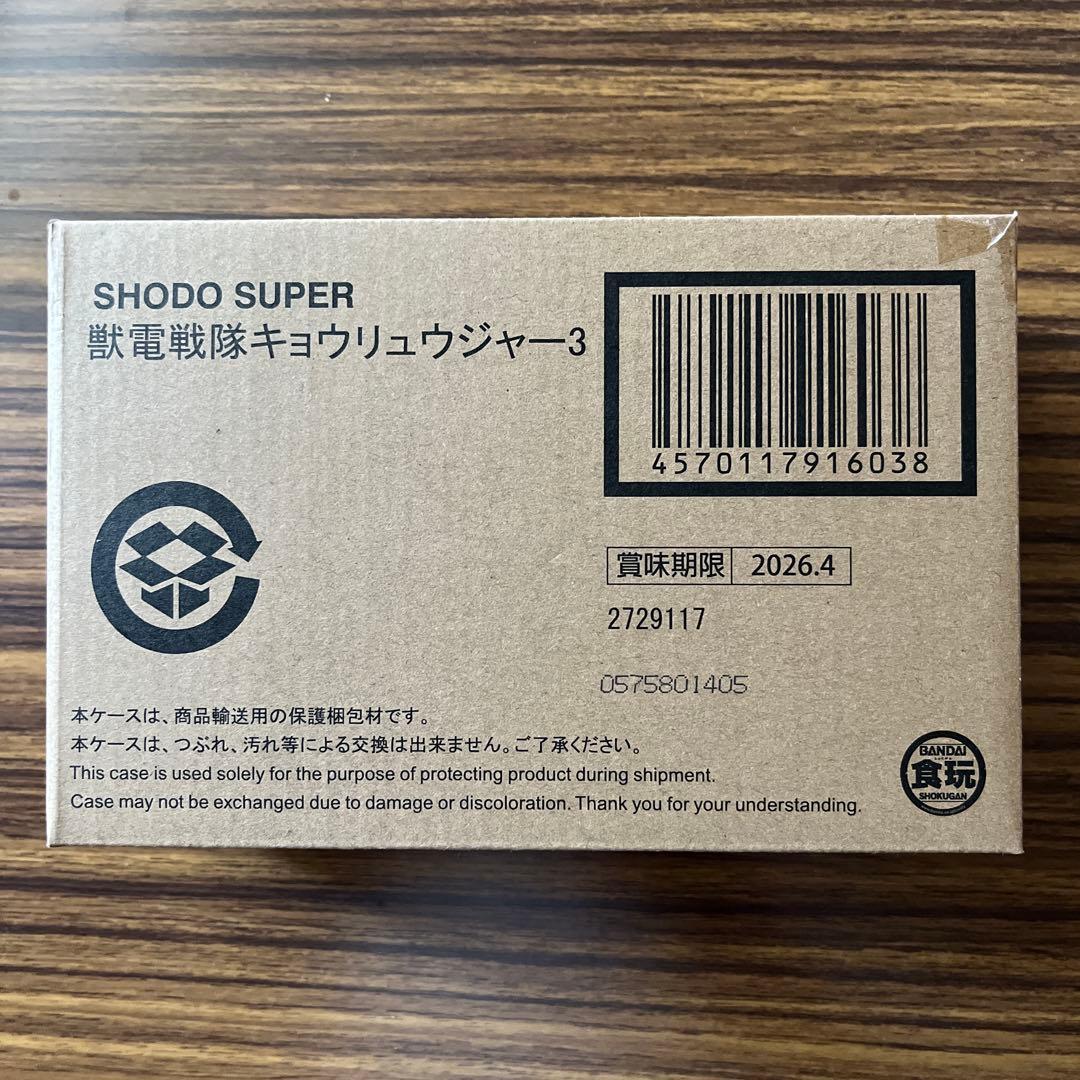 SHODO SUPER
獣電戦隊キョウリュウジャー3
4570117916038
賞味期限 2026.4
2729117
0575801405
本ケースは、商品輸送用の保護梱包材です。
本ケースは、つぶれ、汚れ等による交換は出来ません。ご了承ください。
This case is used solely for the purpose of protecting product during shipment.
Case may not be exchanged due to damage or discoloration. Thank you for your understanding.
BANDAI
食玩
SHOKUGAN